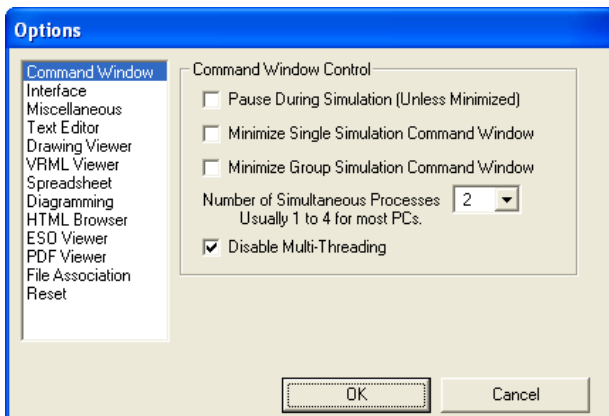 Options
Command Window
Interface
Miscellaneous
Text Editor
Drawing Viewer
VRML Viewer
Spreadsheet
Diagramming
HTML Browser
ESO Viewer
PDF Viewer
File Association
Reset
Command Window Control
Pause During Simulation (Unless Minimized)
Minimize Single Simulation Command Window
Minimize Group Simulation Command Window
Number of Simultaneous Processes 2
Usually 1 to 4 for most PCs.
Disable Multi-Threading
OK Cancel